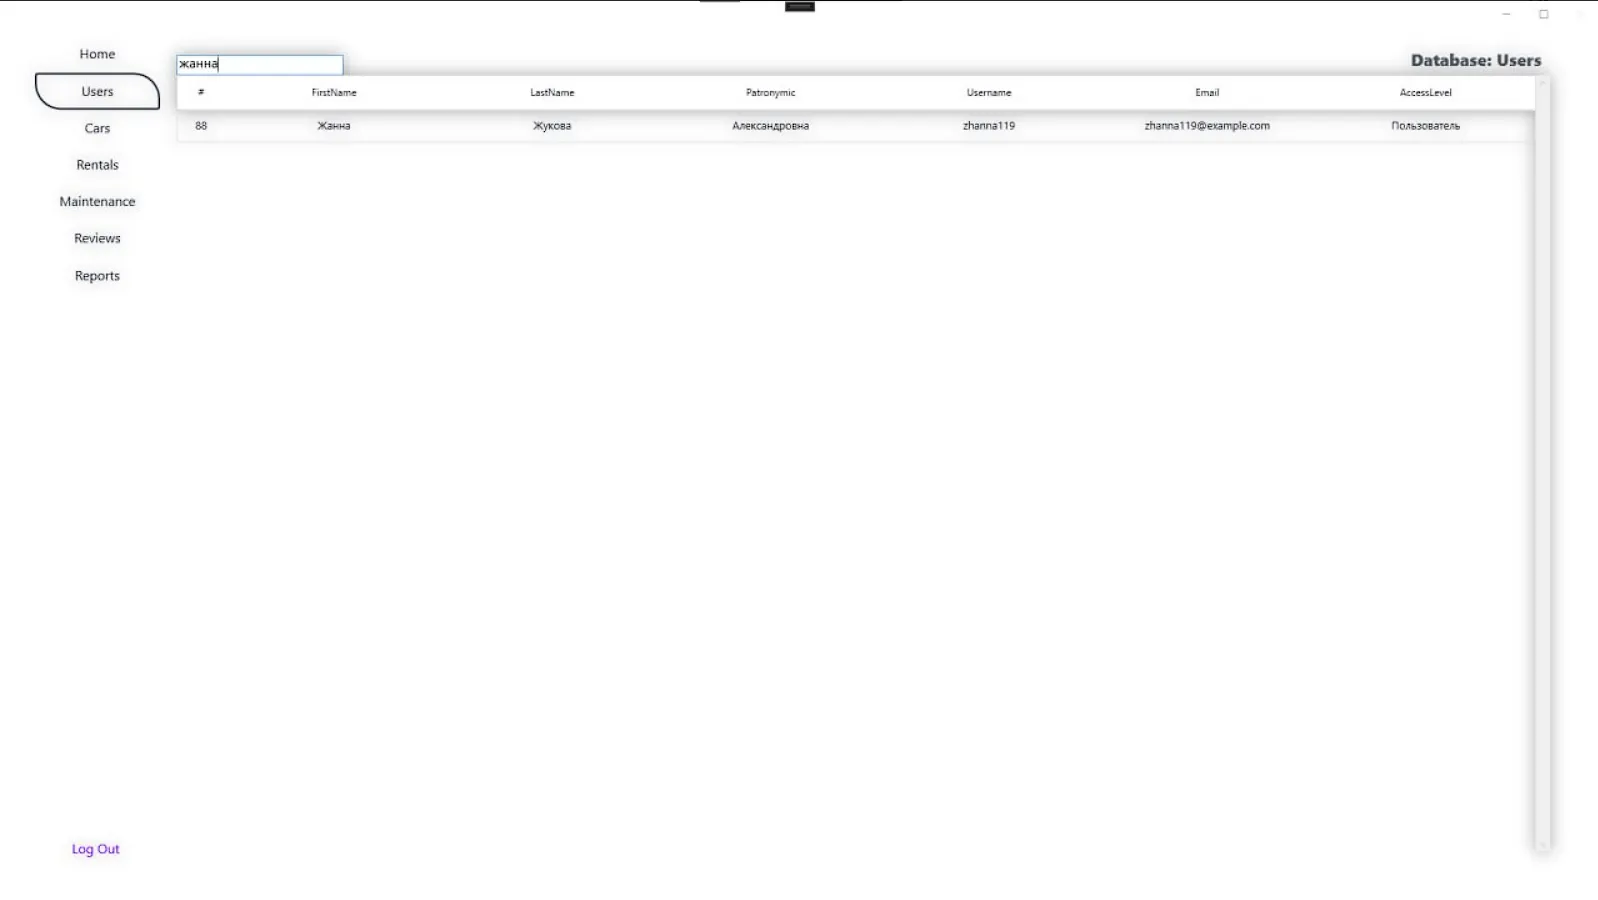 Home
Users
Cars
Rentals
Maintenance
Reviews
Reports
Log Out
жанна
Database: Users
# FirstName LastName Patronymic Username Email AccessLevel
88 Жанна Жукова Александровна zhanna119 zhanna119@example.com Пользователь